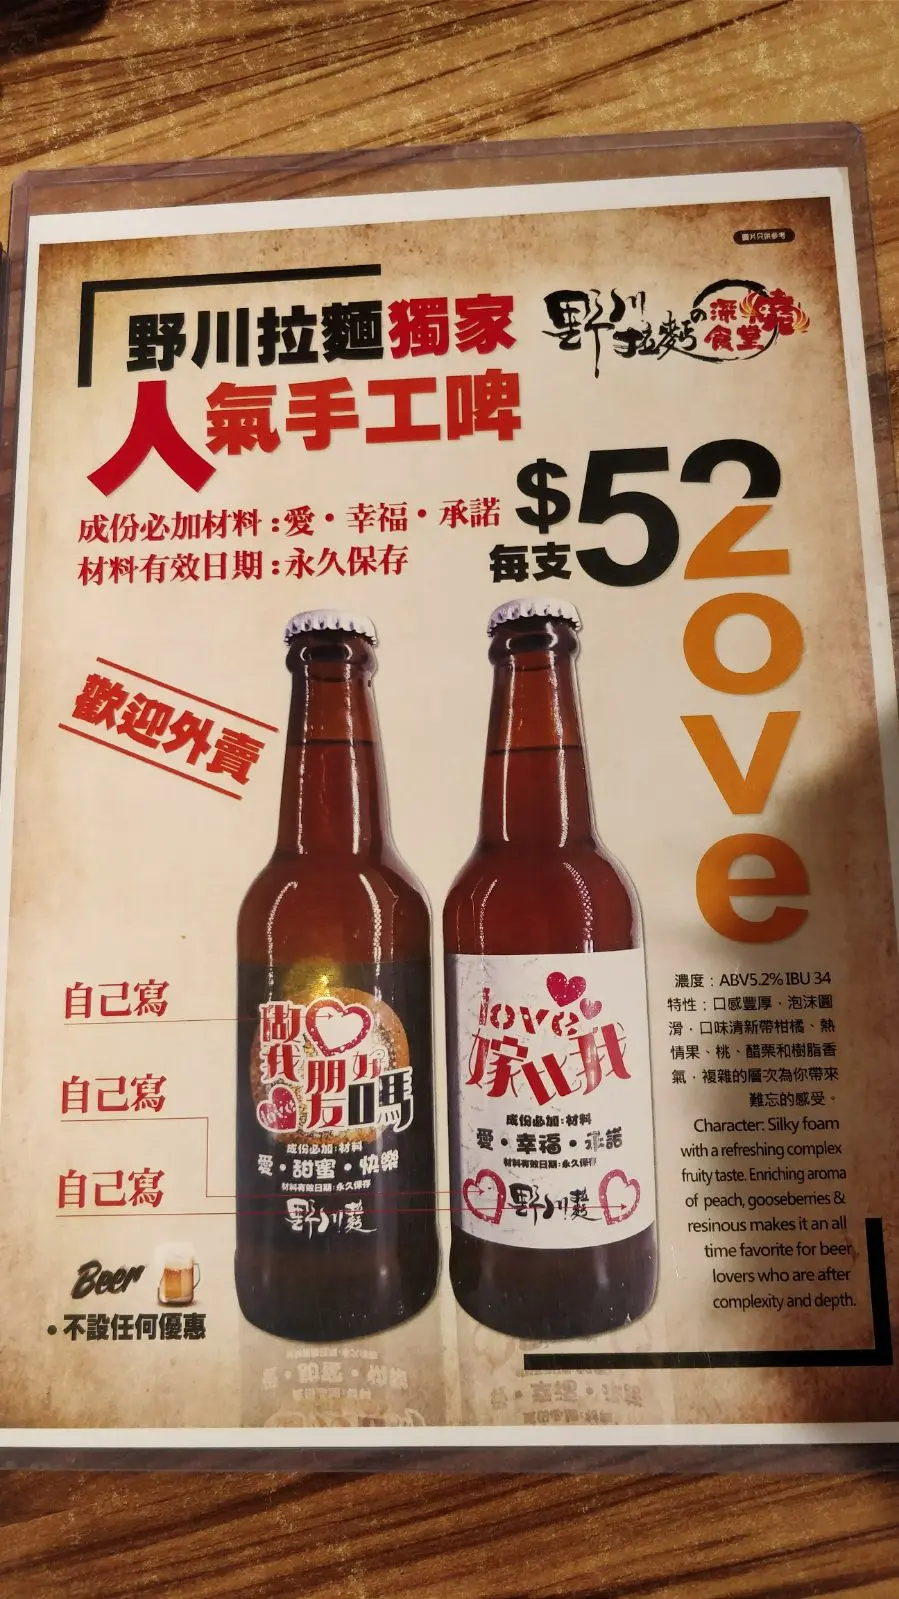 圖片只供參考
野川拉麵獨家
人氣手工啤
野川拉麵の深燒食堂
成份必加材料:愛・幸福・承諾
材料有效日期:永久保存
$52ove
每支
歡迎外賣
自己寫
自己寫
自己寫
做
我朋友好嗎
love
成份必加:材料
愛・甜蜜・快樂
材料有效日期:永久保存
野川麵
love
嫁比我
成份必加:材料
愛・幸福・承諾
材料有效日期:永久保存
野川麵
濃度：ABV5.2% IBU 34
特性：口感豐厚，泡沫圓
滑，口味清新帶柑橘、熱
情果、桃、醋栗和樹脂香
氣，複雜的層次為你帶來
難忘的感受。
Character: Silky foam
with a refreshing complex
fruity taste. Enriching aroma
of peach, gooseberries &
resinous makes it an all
time favorite for beer
lovers who are after
complexity and depth.
Beer
・不設任何優惠